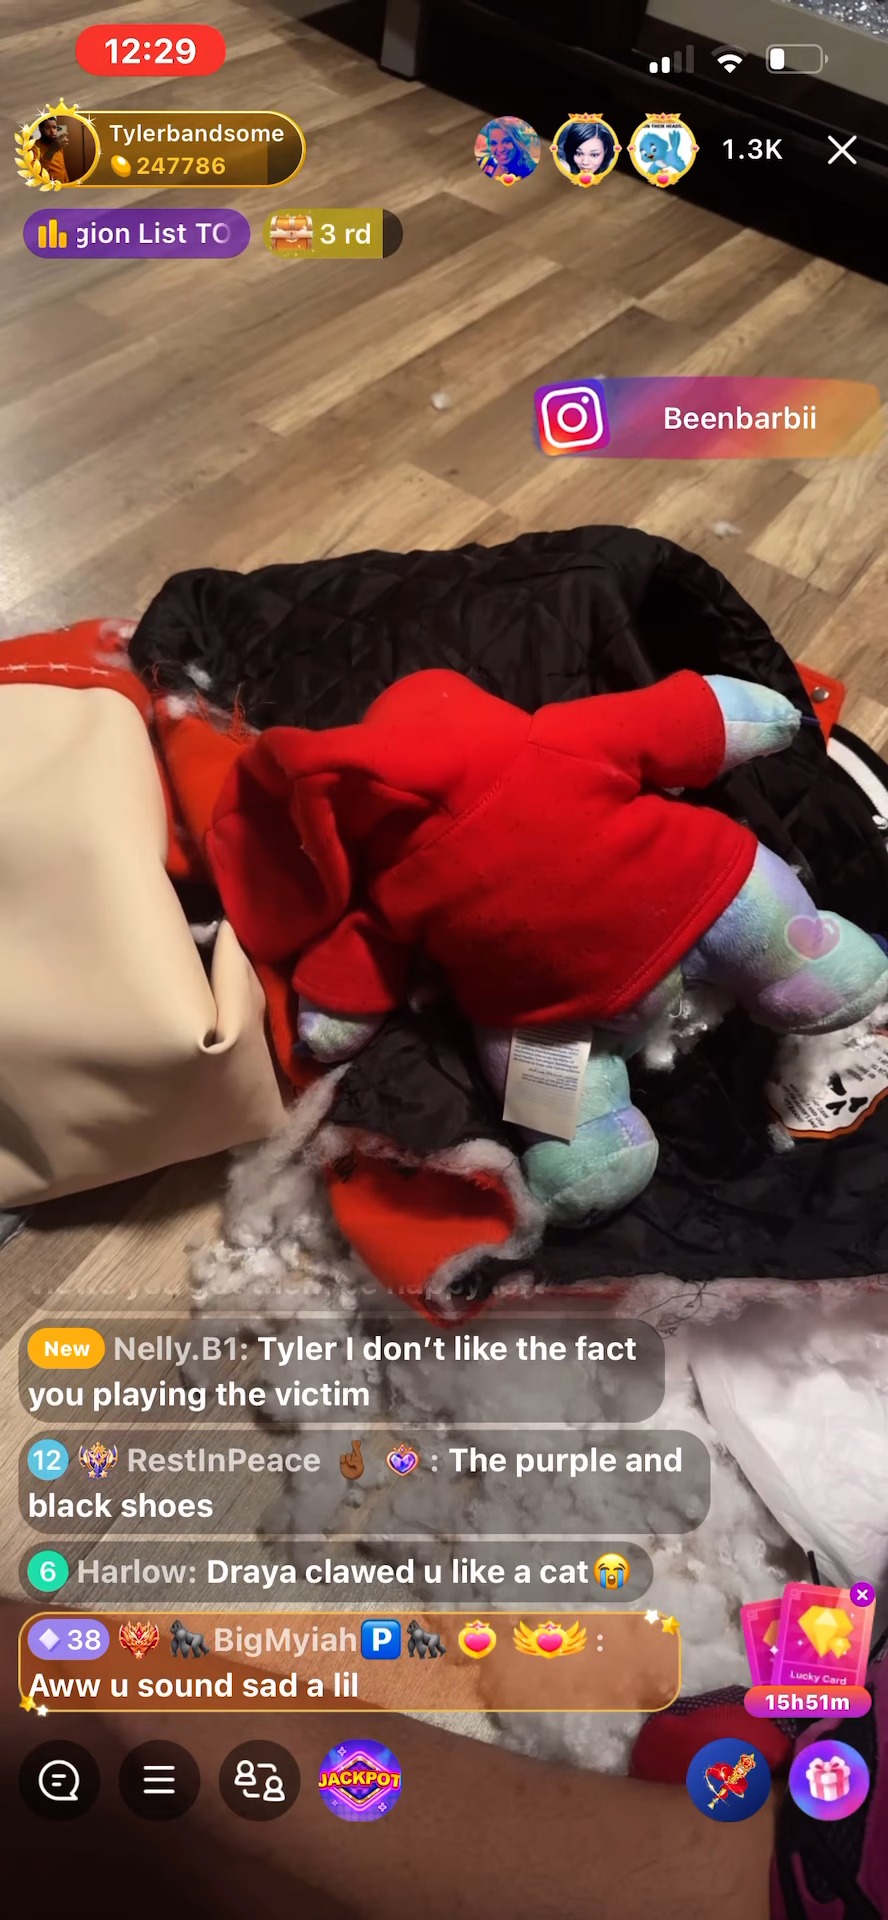 12:29
Tylerbandsome
247786
1.3K
gion List TO
3 rd
Beenbarbii
New Nelly.B1: Tyler I don’t like the fact
you playing the victim
12 RestInPeace 🤞🏾 : The purple and
black shoes
6 Harlow: Draya clawed u like a cat😭
38 🦍BigMyiah🅿️🦍 :
Aww u sound sad a lil
Lucky Card
15h51m
JACKPOT